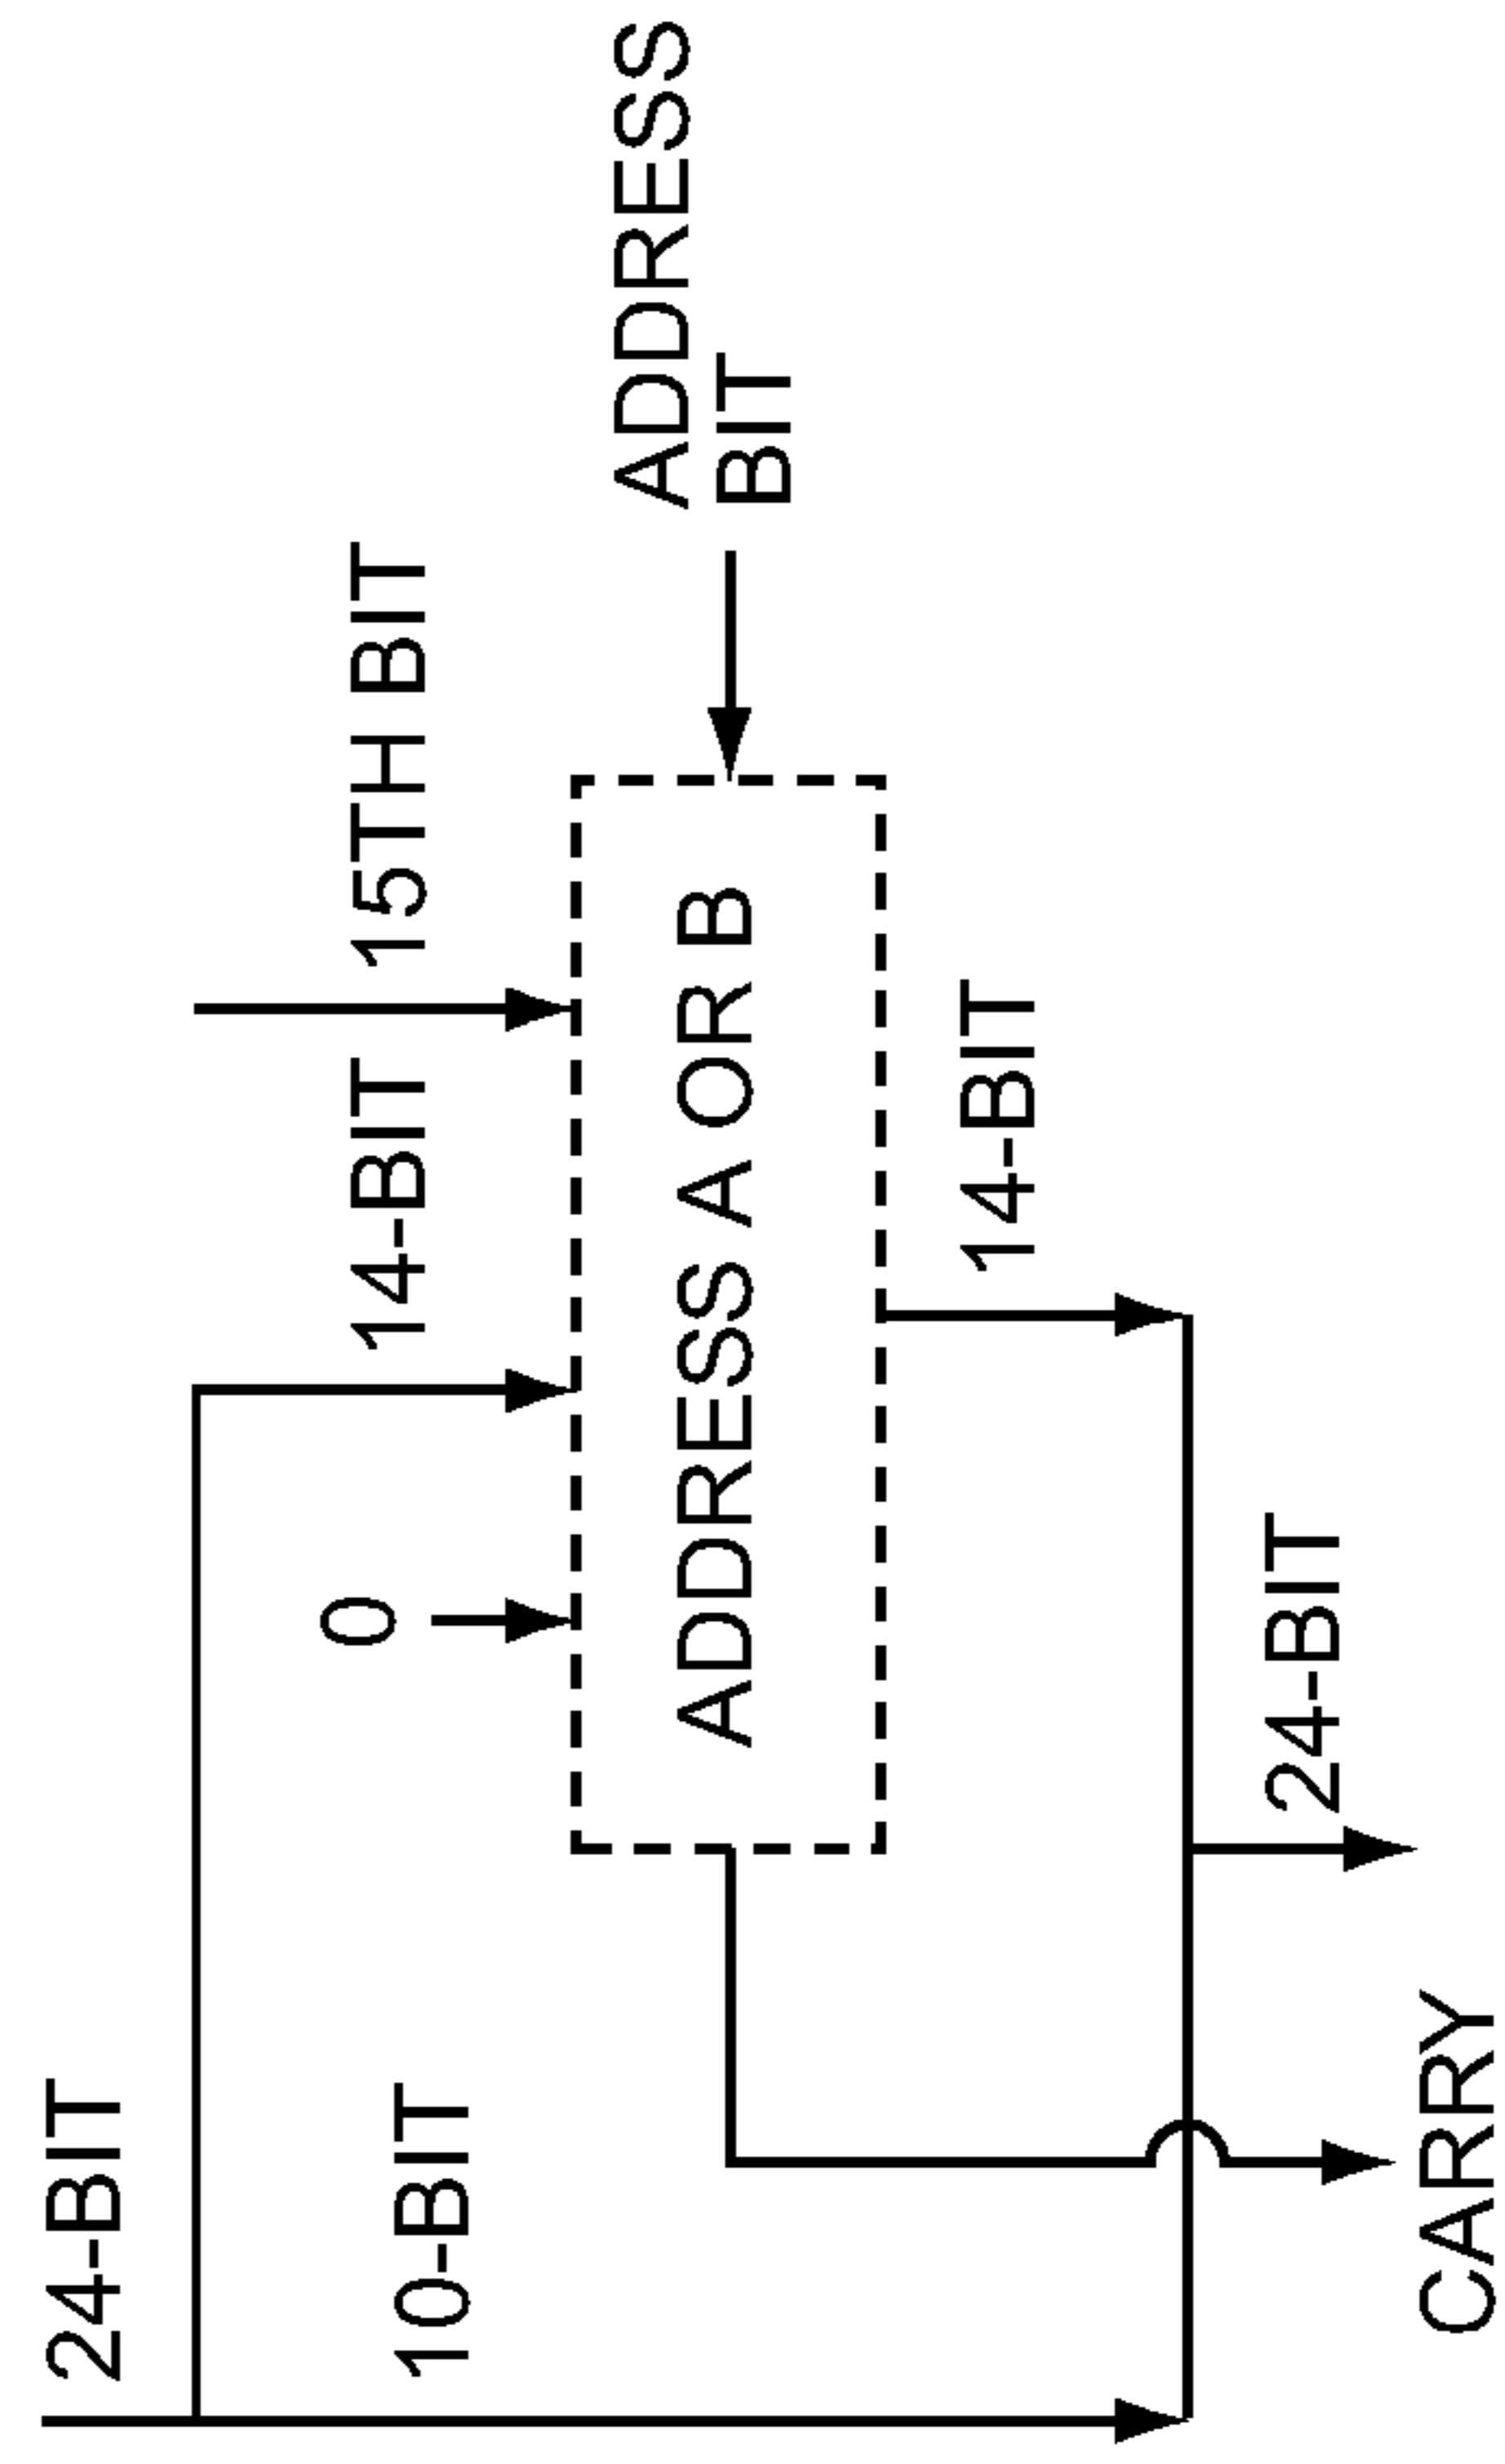 24-BIT
0
14-BIT
15TH BIT
10-BIT
ADDRESS A OR B
ADDRESS
BIT
14-BIT
24-BIT
CARRY